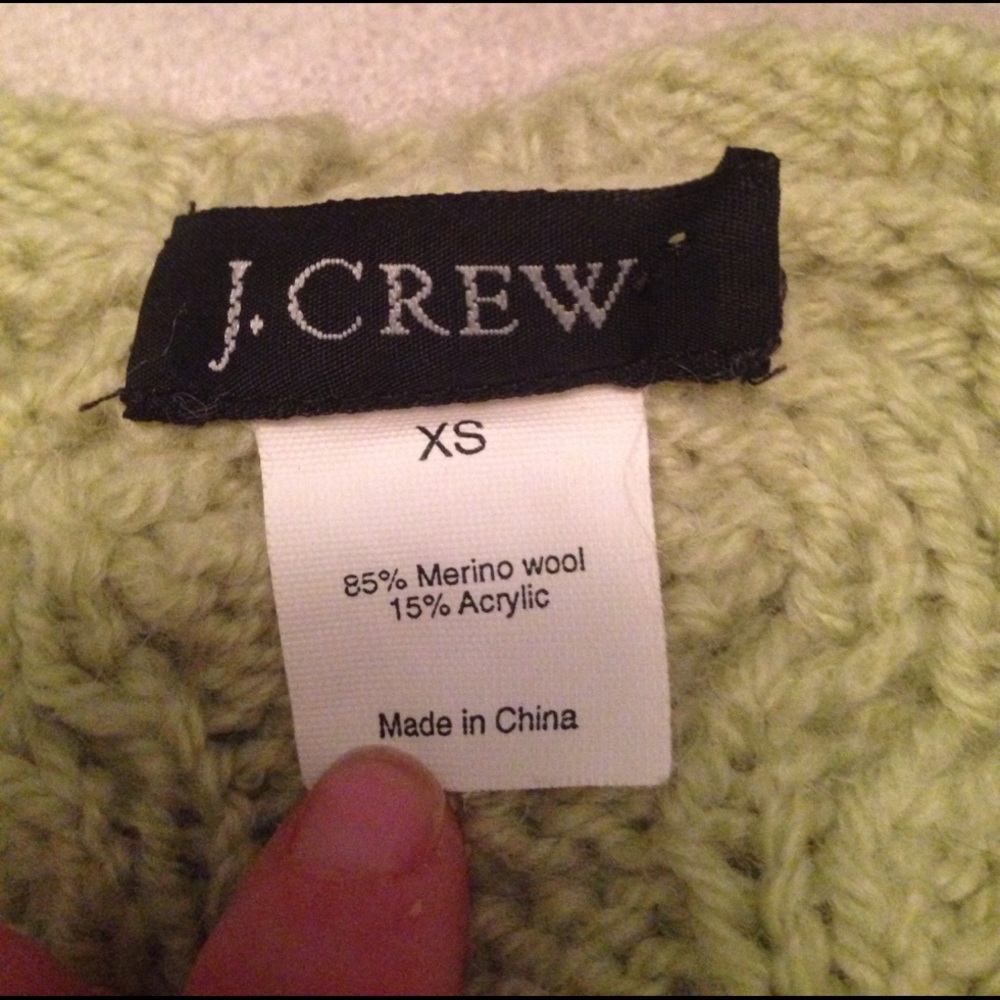 J.CREW
XS
85% Merino wool
15% Acrylic
Made in China